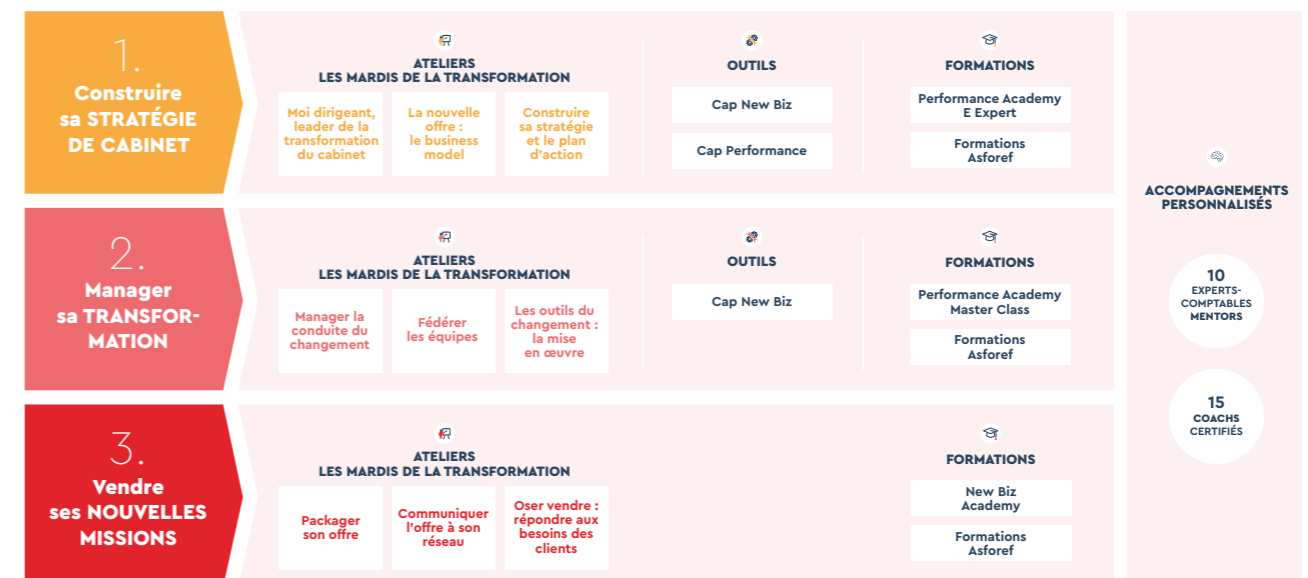 1.
Construire
sa STRATÉGIE
DE CABINET
ATELIERS
LES MARDIS DE LA TRANSFORMATION
Moi dirigeant,
leader de la
transformation
du cabinet
La nouvelle
offre :
le business
model
Construire
sa stratégie
et le plan
d'action
OUTILS
Cap New Biz
Cap Performance
FORMATIONS
Performance Academy
E Expert
Formations
Asforef
2.
Manager
sa TRANSFOR-
MATION
ATELIERS
LES MARDIS DE LA TRANSFORMATION
Manager la
conduite du
changement
Fédérer
les équipes
Les outils du
changement :
la mise
en œuvre
OUTILS
Cap New Biz
FORMATIONS
Performance Academy
Master Class
Formations
Asforef
3.
Vendre
ses NOUVELLES
MISSIONS
ATELIERS
LES MARDIS DE LA TRANSFORMATION
Packager
son offre
Communiquer
l'offre à son
réseau
Oser vendre :
répondre aux
besoins des
clients
FORMATIONS
New Biz
Academy
Formations
Asforef
ACCOMPAGNEMENTS
PERSONNALISÉS
10
EXPERTS-
COMPTABLES
MENTORS
15
COACHS
CERTIFIÉS